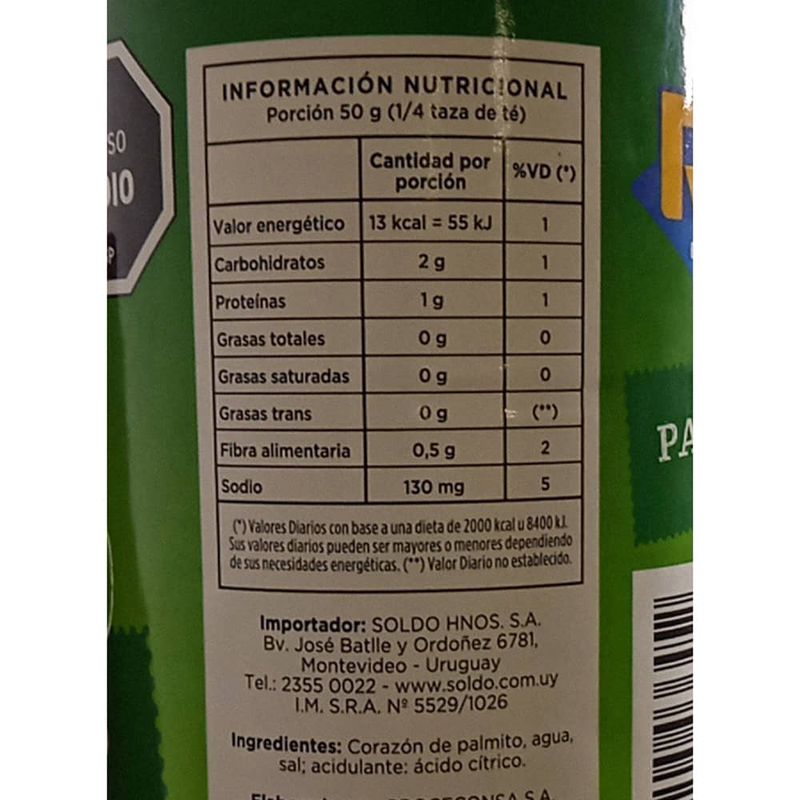 INFORMACIÓN NUTRICIONAL
Porción 50 g (1/4 taza de té)
Cantidad por porción %VD (*)
Valor energético 13 kcal = 55 kJ 1
Carbohidratos 2 g 1
Proteínas 1 g 1
Grasas totales 0 g 0
Grasas saturadas 0 g 0
Grasas trans 0 g (**)
Fibra alimentaria 0,5 g 2
Sodio 130 mg 5
(*) Valores Diarios con base a una dieta de 2000 kcal u 8400 kJ.
Sus valores diarios pueden ser mayores o menores dependiendo
de sus necesidades energéticas. (**) Valor Diario no establecido.
Importador: SOLDO HNOS. S.A.
Bv. José Batlle y Ordoñez 6781,
Montevideo - Uruguay
Tel.: 2355 0022 - www.soldo.com.uy
I.M. S.R.A. Nº 5529/1026
Ingredientes: Corazón de palmito, agua,
sal; acidulante: ácido cítrico.
PA